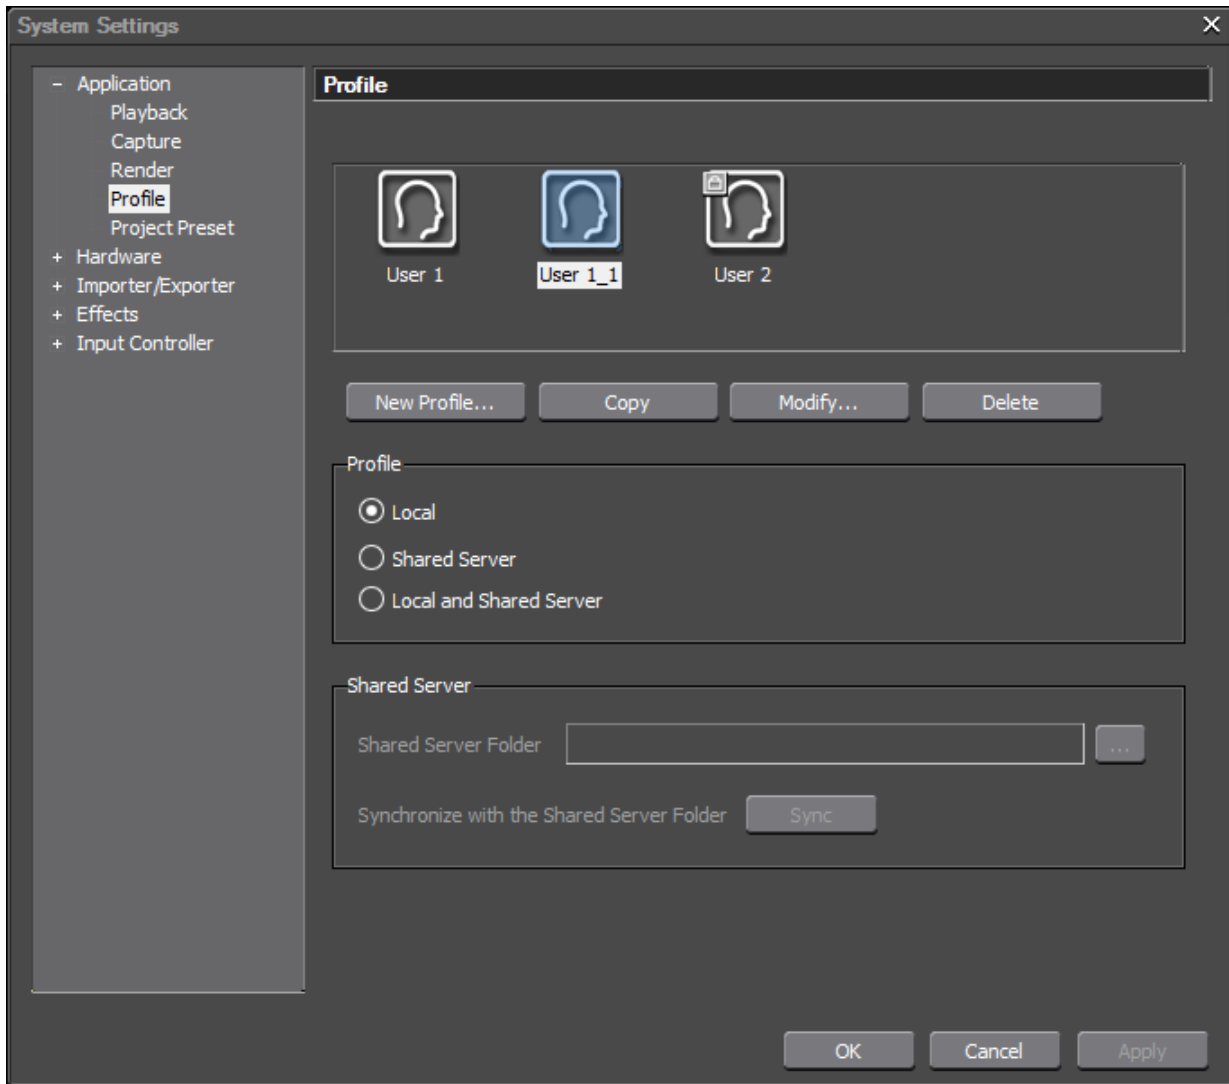 System Settings
Application
Playback
Capture
Render
Profile
Project Preset
Hardware
Importer/Exporter
Effects
Input Controller
Profile
User 1
User 1_1
User 2
New Profile...
Copy
Modify...
Delete
Profile
Local
Shared Server
Local and Shared Server
Shared Server
Shared Server Folder
...
Synchronize with the Shared Server Folder
Sync
OK
Cancel
Apply